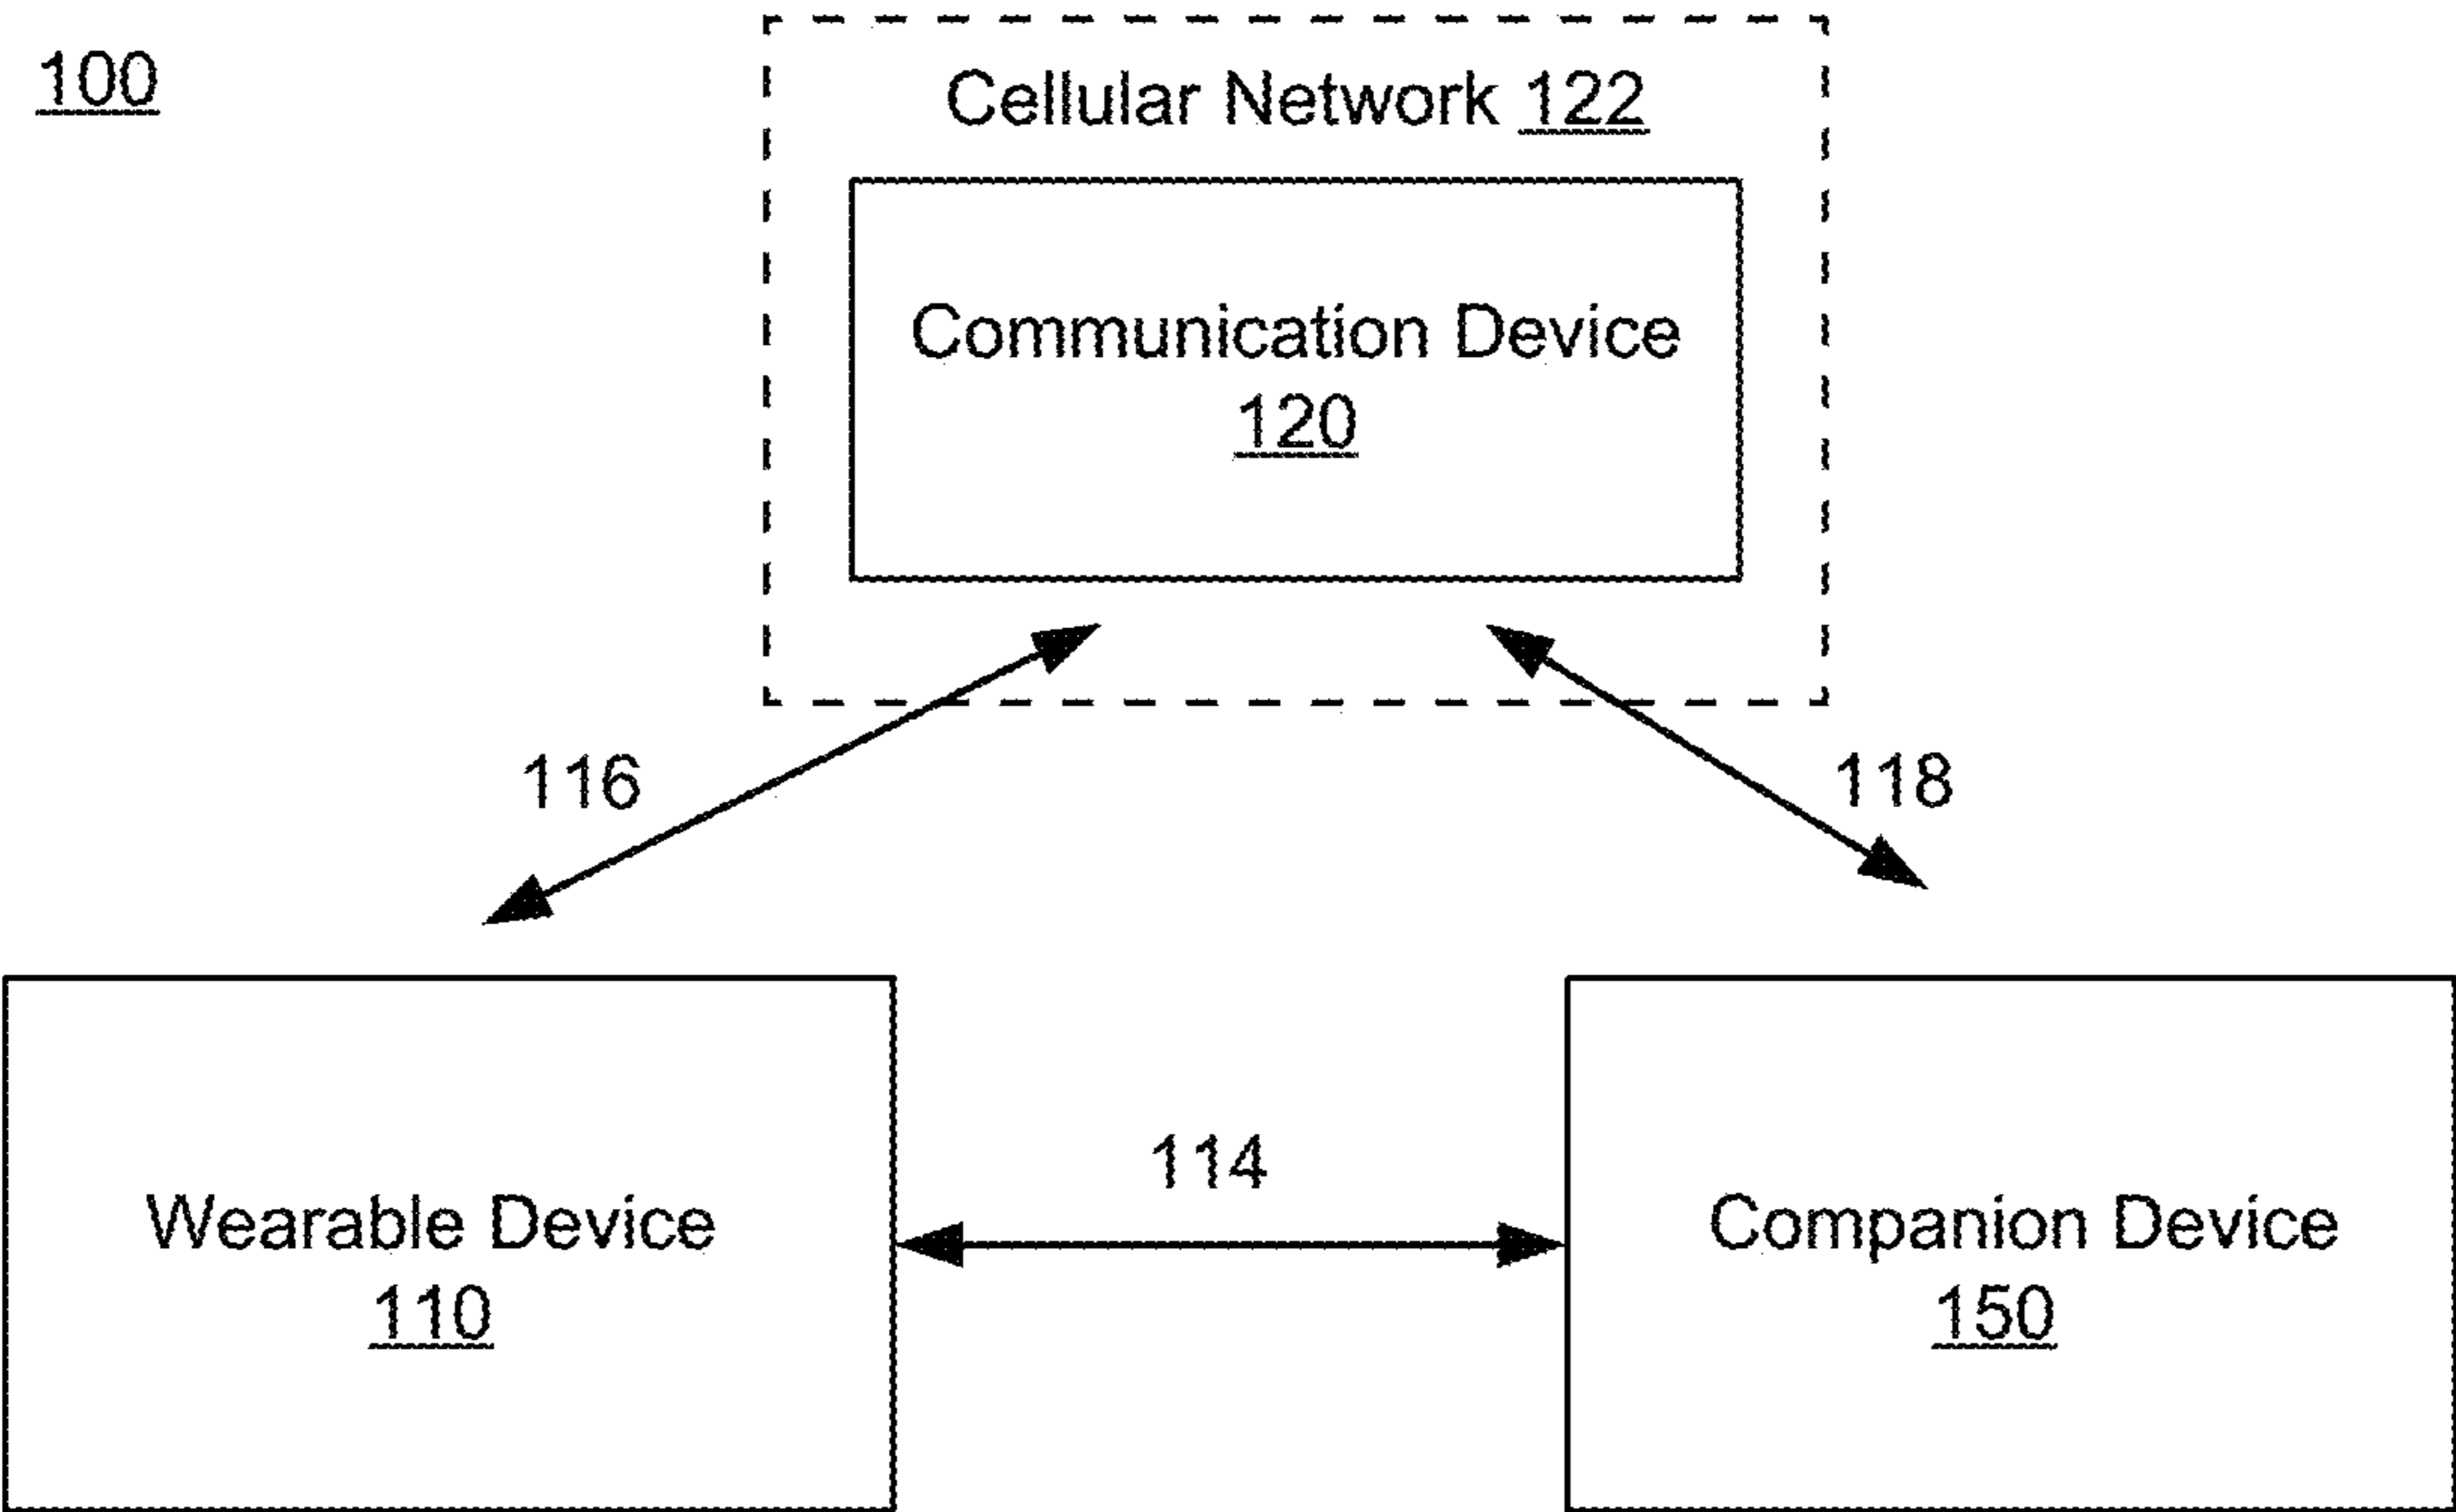 100
Cellular Network 122
Communication Device
120
116
118
114
Wearable Device
110
Companion Device
150